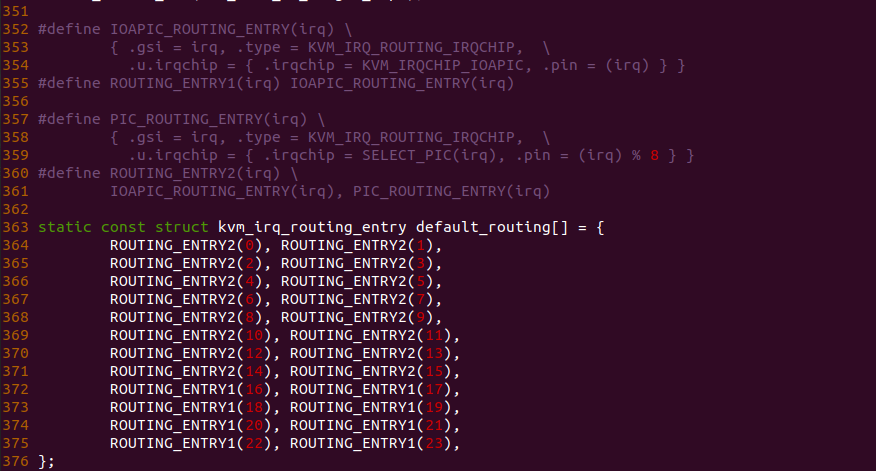 351
352 #define IOAPIC_ROUTING_ENTRY(irq) \
353         { .gsi = irq, .type = KVM_IRQ_ROUTING_IRQCHIP,  \
354           .u.irqchip = { .irqchip = KVM_IRQCHIP_IOAPIC, .pin = (irq) } }
355 #define ROUTING_ENTRY1(irq) IOAPIC_ROUTING_ENTRY(irq)
356
357 #define PIC_ROUTING_ENTRY(irq) \
358         { .gsi = irq, .type = KVM_IRQ_ROUTING_IRQCHIP,  \
359           .u.irqchip = { .irqchip = SELECT_PIC(irq), .pin = (irq) % 8 } }
360 #define ROUTING_ENTRY2(irq) \
361         IOAPIC_ROUTING_ENTRY(irq), PIC_ROUTING_ENTRY(irq)
362
363 static const struct kvm_irq_routing_entry default_routing[] = {
364         ROUTING_ENTRY2(0), ROUTING_ENTRY2(1),
365         ROUTING_ENTRY2(2), ROUTING_ENTRY2(3),
366         ROUTING_ENTRY2(4), ROUTING_ENTRY2(5),
367         ROUTING_ENTRY2(6), ROUTING_ENTRY2(7),
368         ROUTING_ENTRY2(8), ROUTING_ENTRY2(9),
369         ROUTING_ENTRY2(10), ROUTING_ENTRY2(11),
370         ROUTING_ENTRY2(12), ROUTING_ENTRY2(13),
371         ROUTING_ENTRY2(14), ROUTING_ENTRY2(15),
372         ROUTING_ENTRY1(16), ROUTING_ENTRY1(17),
373         ROUTING_ENTRY1(18), ROUTING_ENTRY1(19),
374         ROUTING_ENTRY1(20), ROUTING_ENTRY1(21),
375         ROUTING_ENTRY1(22), ROUTING_ENTRY1(23),
376 };